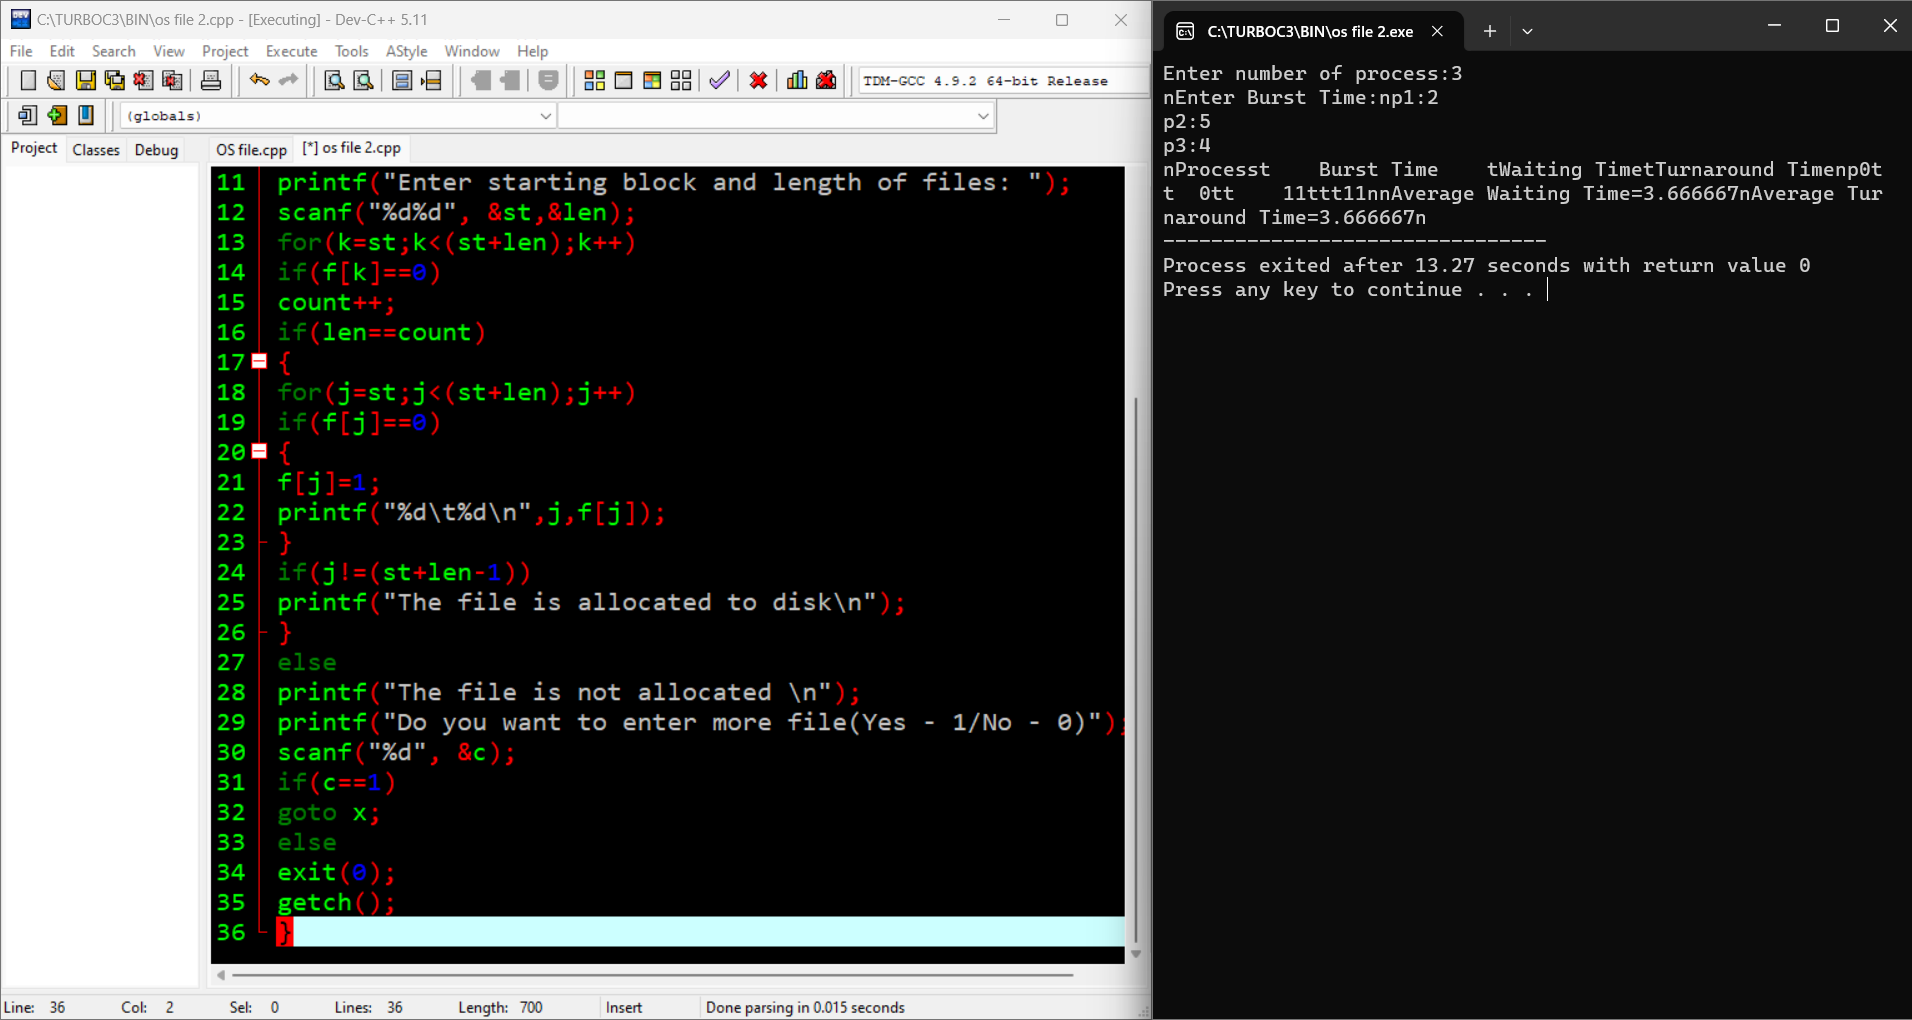 C:\TURBOC3\BIN\os file 2.cpp - [Executing] - Dev-C++ 5.11
File Edit Search View Project Execute Tools AStyle Window Help
TDM-GCC 4.9.2 64-bit Release
(globals)
Project Classes Debug
OS file.cpp [*] os file 2.cpp
11 printf("Enter starting block and length of files: ");
12 scanf("%d%d", &st,&len);
13 for(k=st;k<(st+len);k++)
14 if(f[k]==0)
15 count++;
16 if(len==count)
17 {
18 for(j=st;j<(st+len);j++)
19 if(f[j]==0)
20 {
21 f[j]=1;
22 printf("%d\t%d\n",j,f[j]);
23 }
24 if(j!=(st+len-1))
25 printf("The file is allocated to disk\n");
26 }
27 else
28 printf("The file is not allocated \n");
29 printf("Do you want to enter more file(Yes - 1/No - 0)");
30 scanf("%d", &c);
31 if(c==1)
32 goto x;
33 else
34 exit(0);
35 getch();
36 }
Line: 36 Col: 2 Sel: 0 Lines: 36 Length: 700 Insert Done parsing in 0.015 seconds
C:\TURBOC3\BIN\os file 2.exe
Enter number of process:3
nEnter Burst Time:np1:2
p2:5
p3:4
nProcesst    Burst Time    tWaiting TimetTurnaround Timenp0t
t  0tt    11ttt11nnAverage Waiting Time=3.666667nAverage Tur
naround Time=3.666667n
--------------------------------
Process exited after 13.27 seconds with return value 0
Press any key to continue . . .